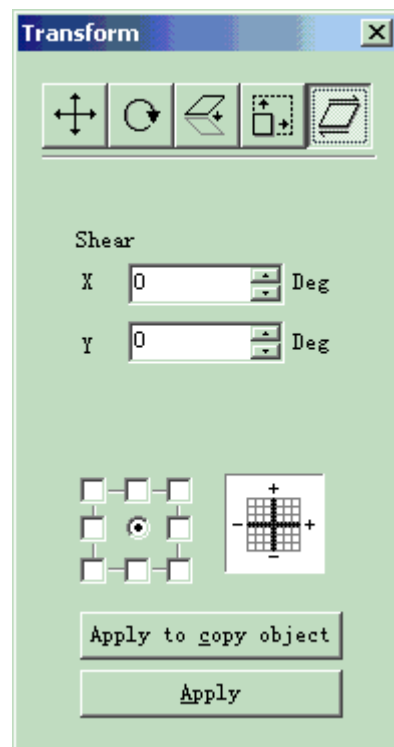 Transform
Shear
X 0 Deg
Y 0 Deg
+
- +
-
Apply to copy object
Apply